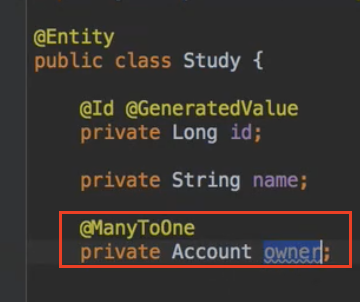 @Entity
public class Study {
@Id @GeneratedValue
private Long id;
private String name;
@ManyToOne
private Account owner;